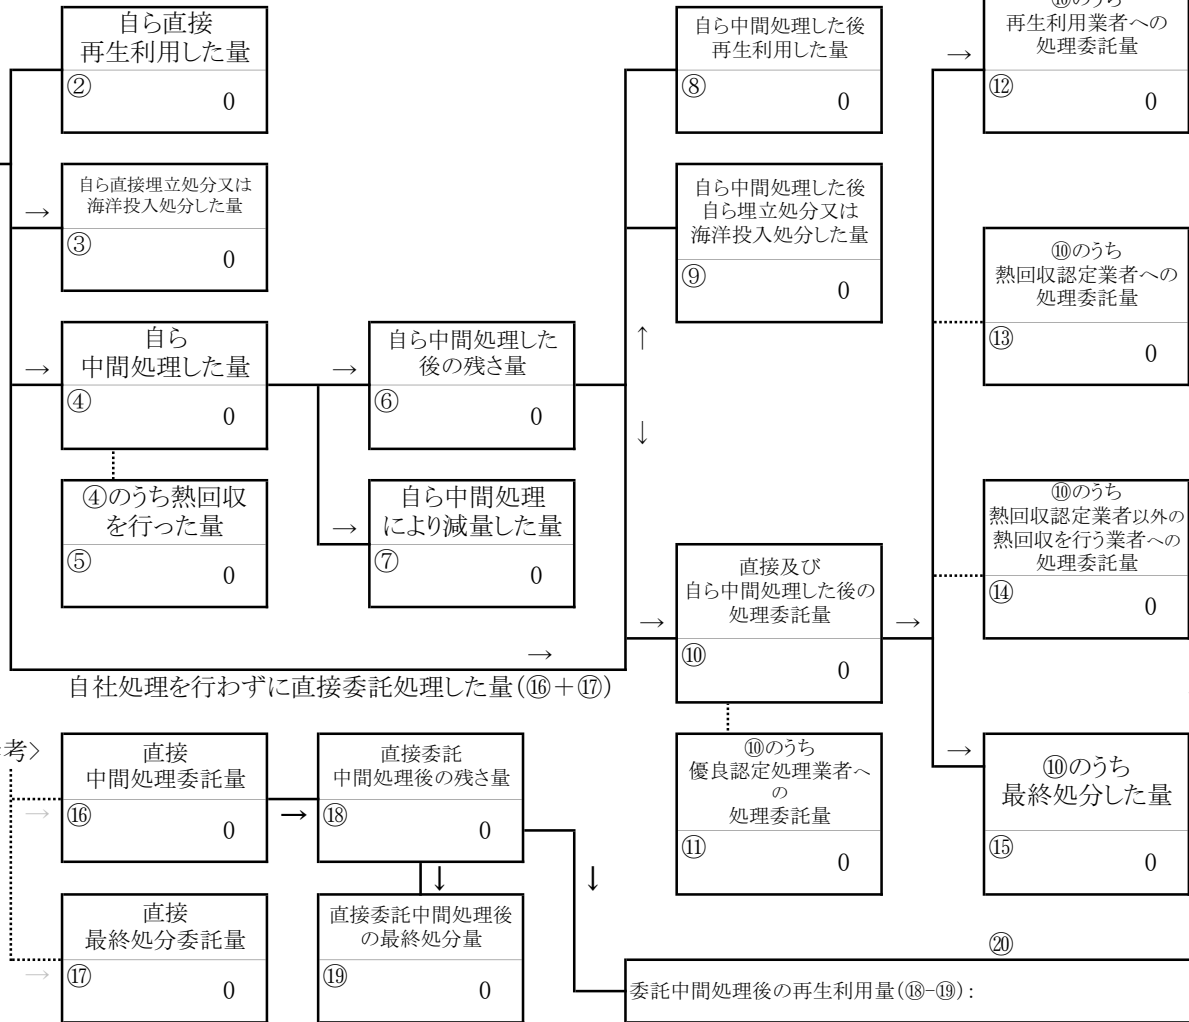 自ら直接
再生利用した量
②
0
自ら中間処理した後
再生利用した量
⑧
0
⑩のうち
再生利用業者への
処理委託量
→
⑫
0
→
自ら直接埋立処分又は
海洋投入処分した量
③
0
自ら中間処理した後
自ら埋立処分又は
海洋投入処分した量
⑨
0
⑩のうち
熱回収認定業者への
処理委託量
⑬
0
→
自ら
中間処理した量
④
0
→
自ら中間処理した
後の残さ量
⑥
0
↑
↓
④のうち熱回収
を行った量
⑤
0
→
自ら中間処理
により減量した量
⑦
0
⑩のうち
熱回収認定業者以外の
熱回収を行う業者への
処理委託量
⑭
0
→
直接及び
自ら中間処理した後の
処理委託量
⑩
0
→
→
自社処理を行わずに直接委託処理した量(⑯+⑰)
考>
→
直接
中間処理委託量
⑯
0
→
直接委託
中間処理後の残さ量
⑱
0
⑩のうち
優良認定処理業者へ
の
処理委託量
⑪
0
→
⑩のうち
最終処分した量
⑮
0
↓
↓
→
直接
最終処分委託量
⑰
0
直接委託中間処理後
の最終処分量
⑲
0
⑳
委託中間処理後の再生利用量(⑱-⑲):